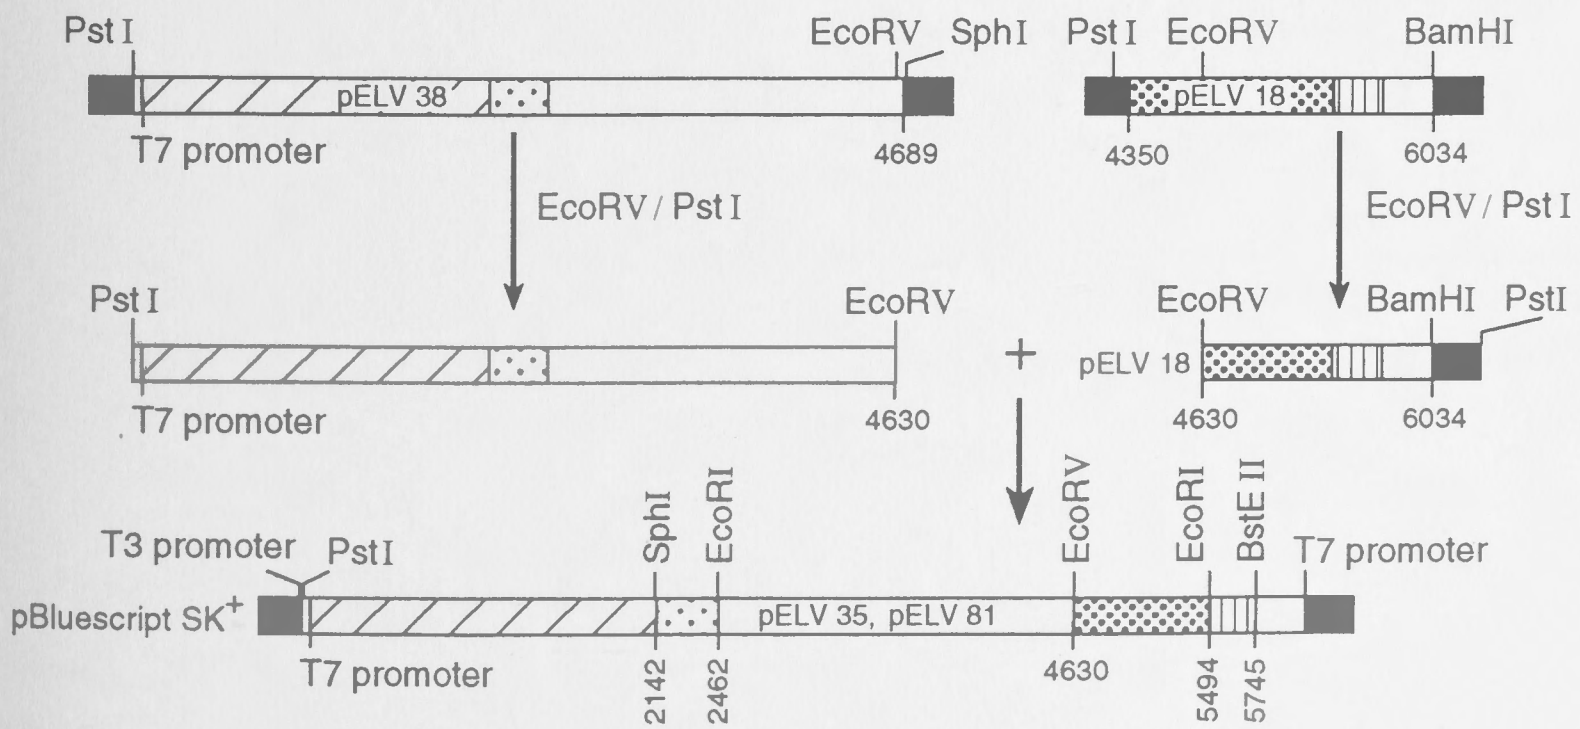 Pst I EcoRV SphI Pst I EcoRV BamHI
pELV 38 pELV 18
T7 promoter 4689 4350 6034
EcoRV / Pst I EcoRV / Pst I
Pst I EcoRV EcoRV BamHI PstI
+ pELV 18
T7 promoter 4630 4630 6034
SphI EcoRI EcoRV EcoRI BstE II
T3 promoter PstI T7 promoter
pBluescript SK+ pELV 35, pELV 81
T7 promoter 2142 2462 4630 5494 5745